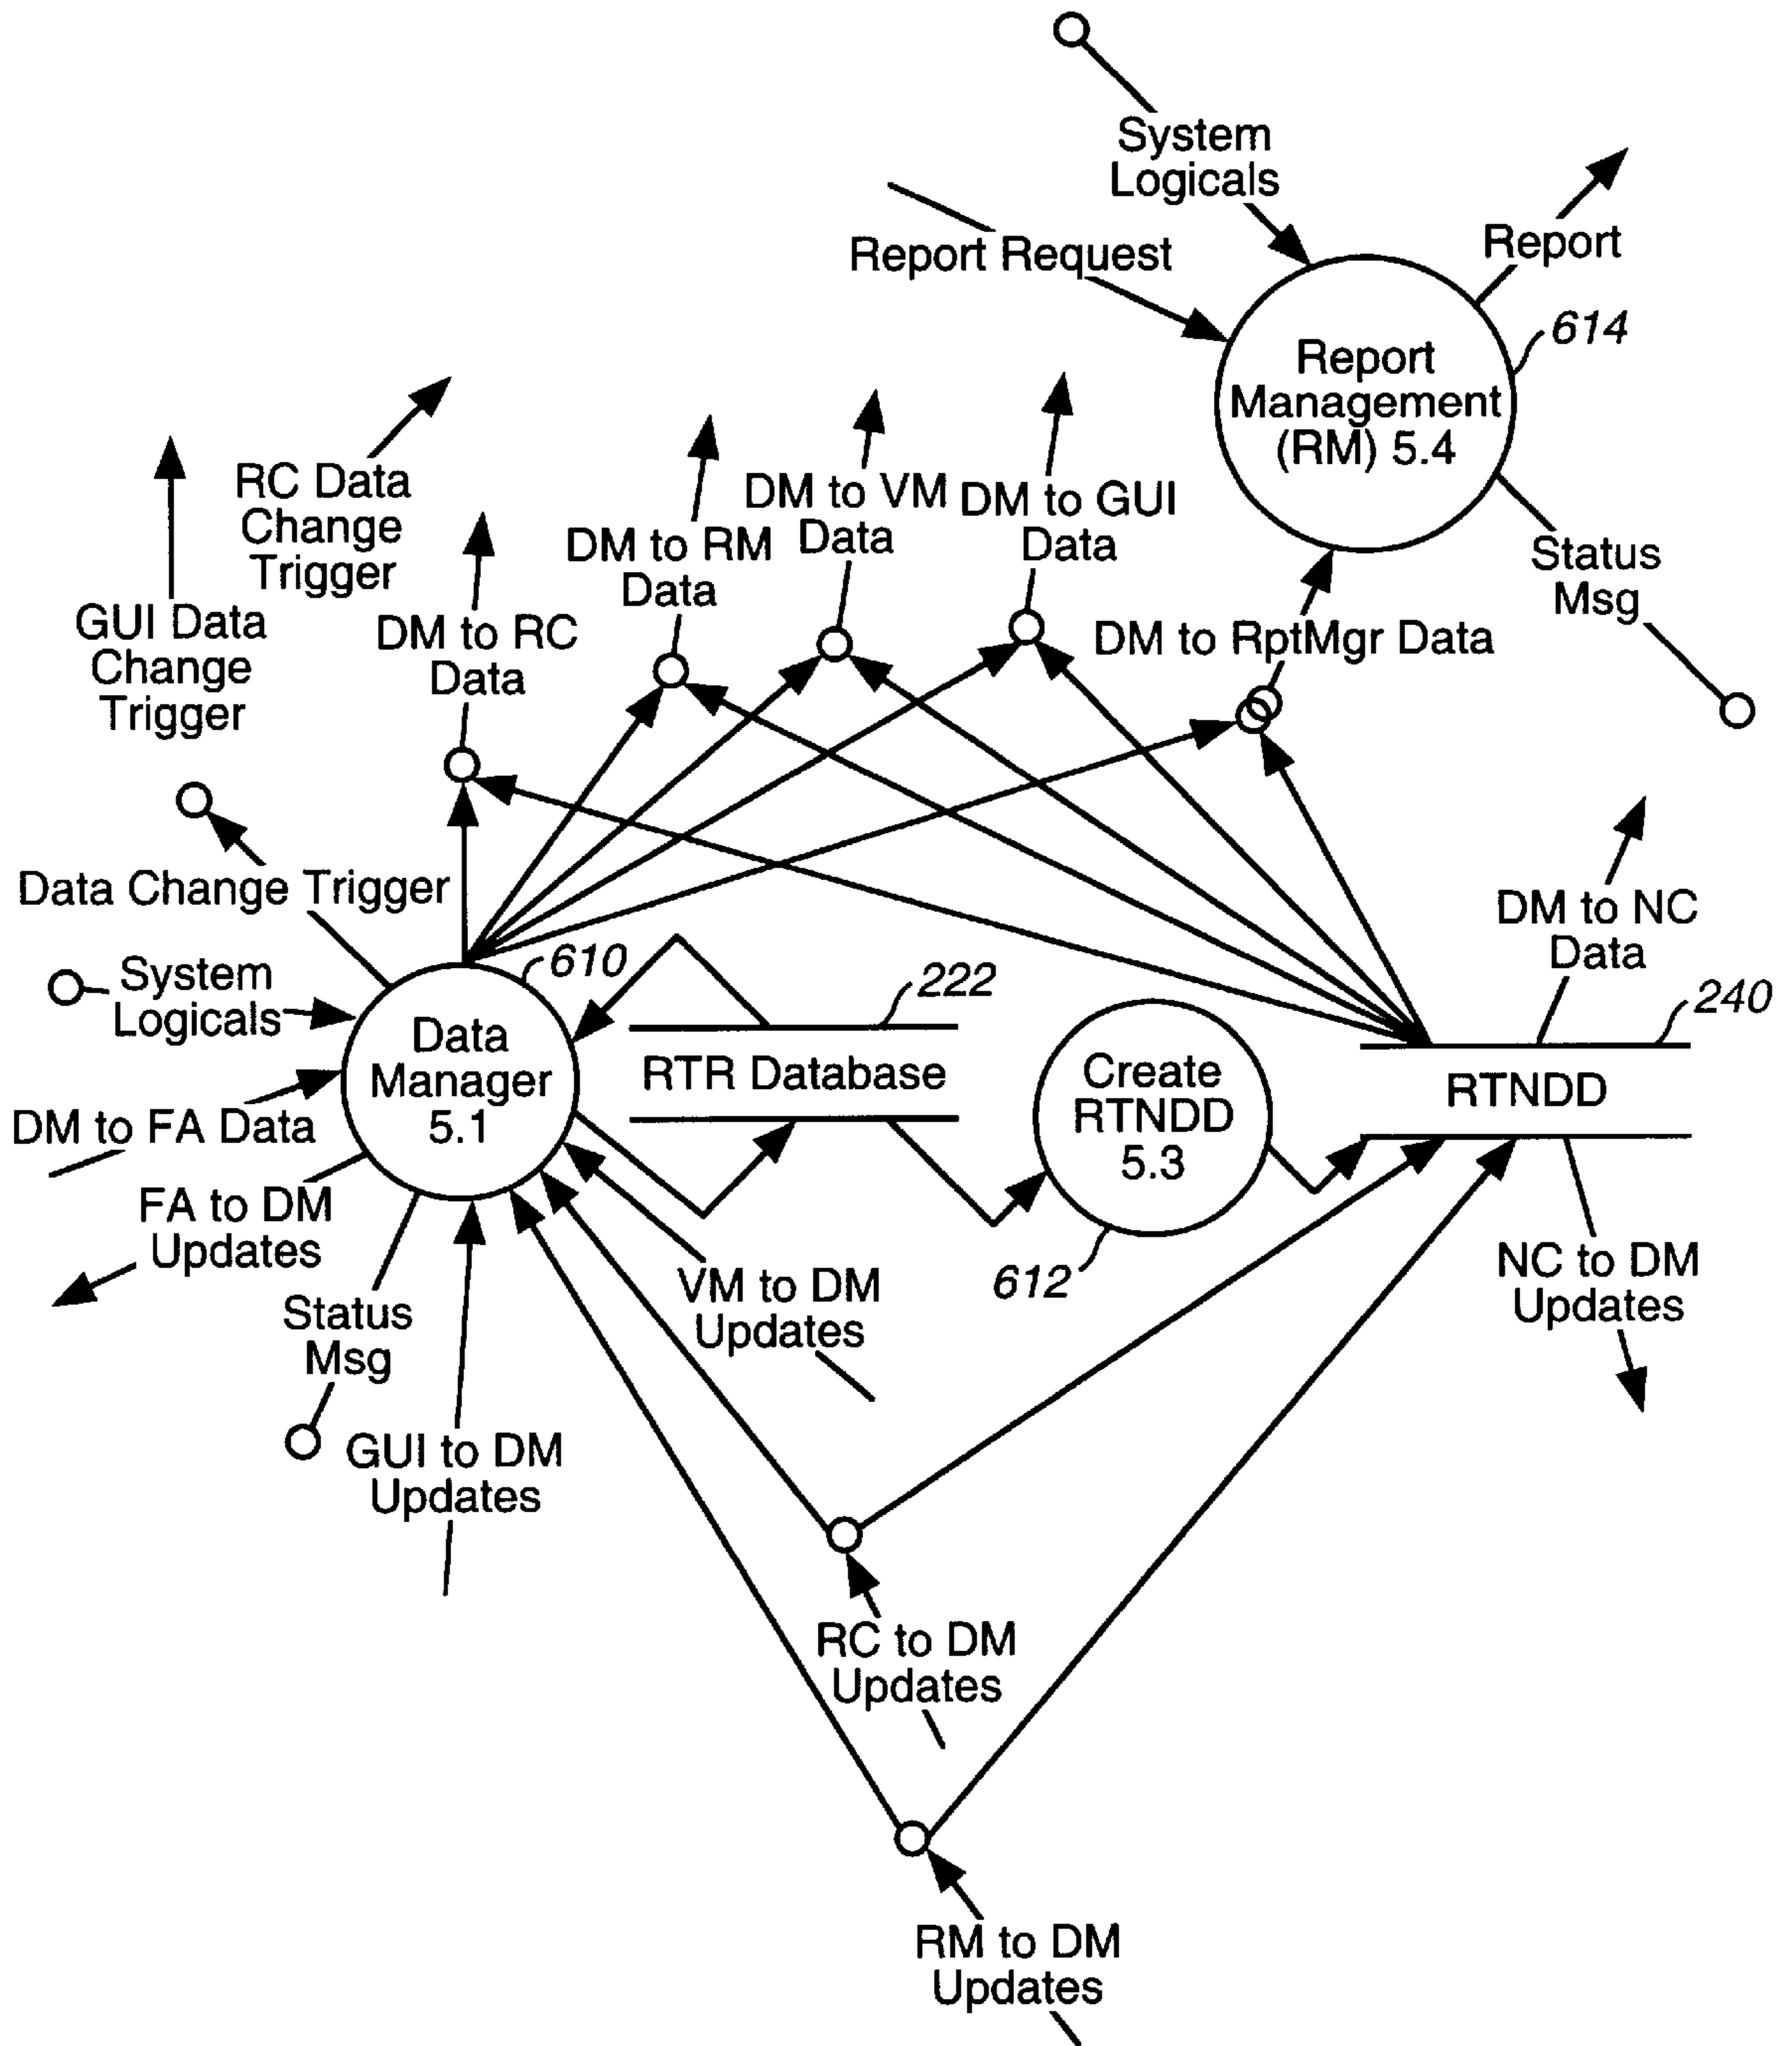 System
Logicals
Report
Report Request
614
Report
Management
(RM) 5.4
RC Data
Change
Trigger
DM to VM
Data
DM to GUI
Data
DM to RM
Data
Status
Msg
GUI Data
Change
Trigger
DM to RC
Data
DM to RptMgr Data
Data Change Trigger
DM to NC
Data
System
Logicals
610
222
240
Data
Manager
5.1
RTR Database
Create
RTNDD
5.3
RTNDD
DM to FA Data
FA to DM
Updates
Status
Msg
VM to DM
Updates
612
NC to DM
Updates
GUI to DM
Updates
RC to DM
Updates
RM to DM
Updates